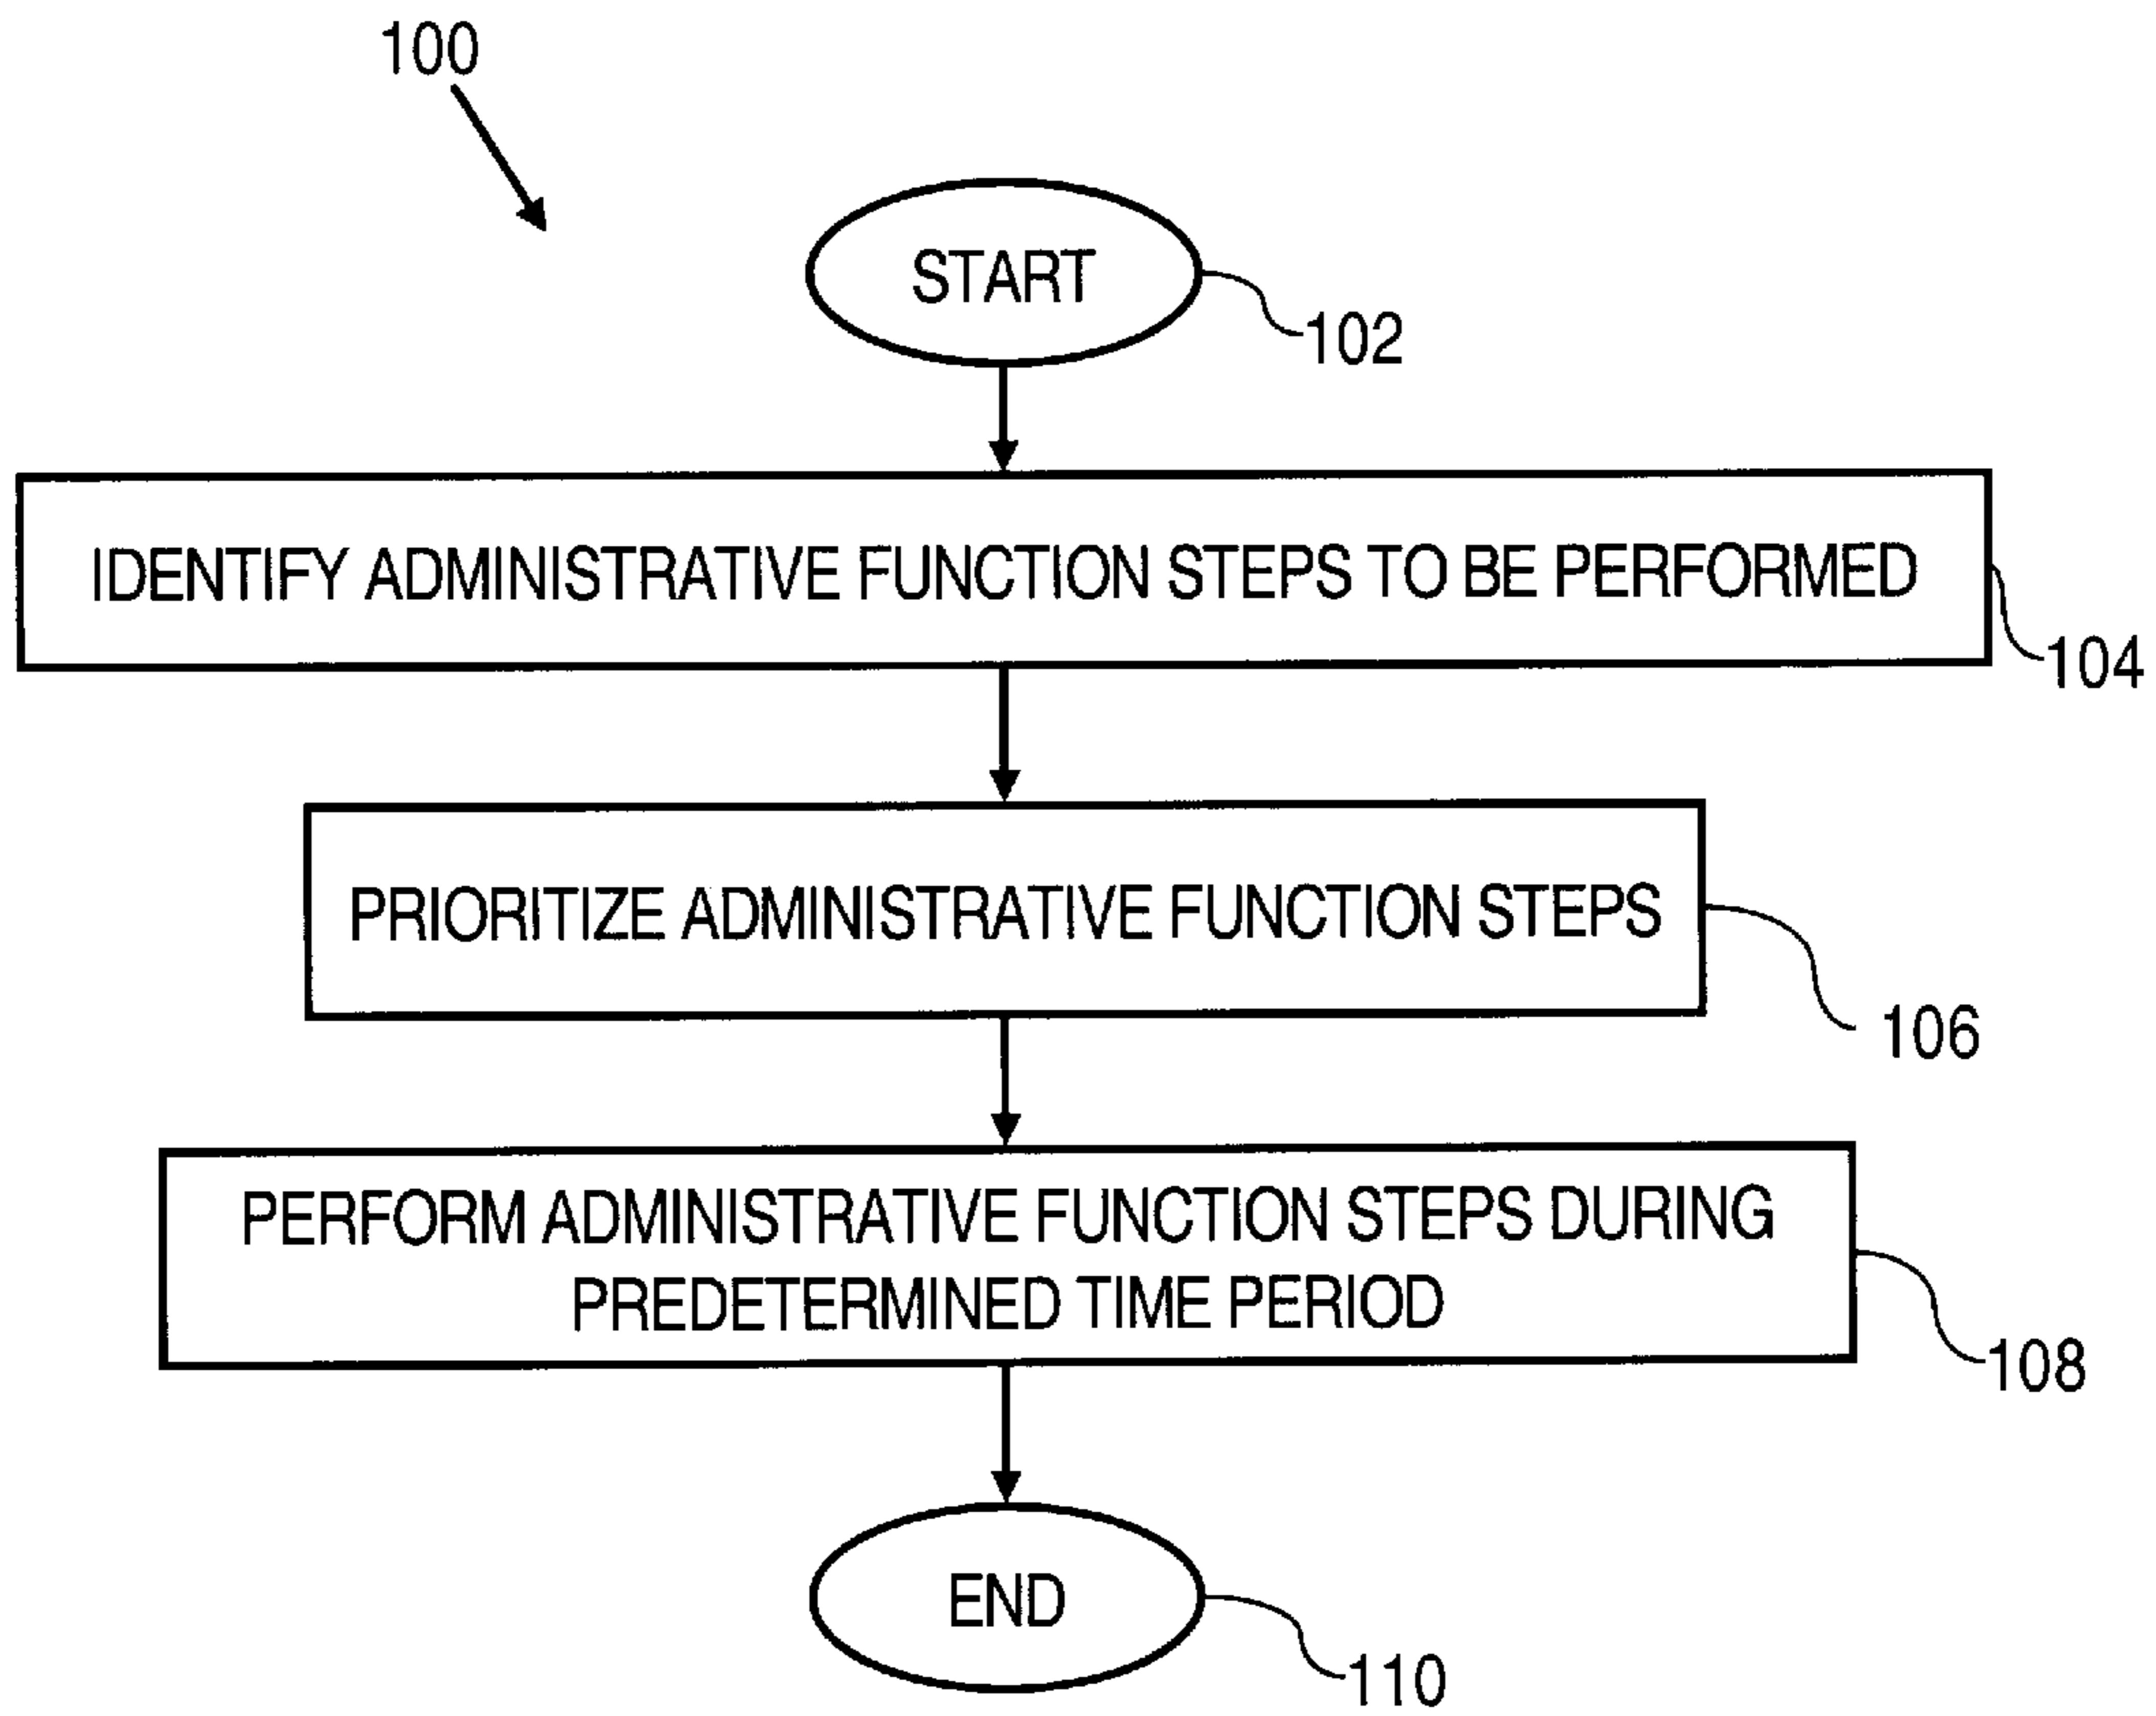 100
START
102
IDENTIFY ADMINISTRATIVE FUNCTION STEPS TO BE PERFORMED
104
PRIORITIZE ADMINISTRATIVE FUNCTION STEPS
106
PERFORM ADMINISTRATIVE FUNCTION STEPS DURING
PREDETERMINED TIME PERIOD
108
END
110